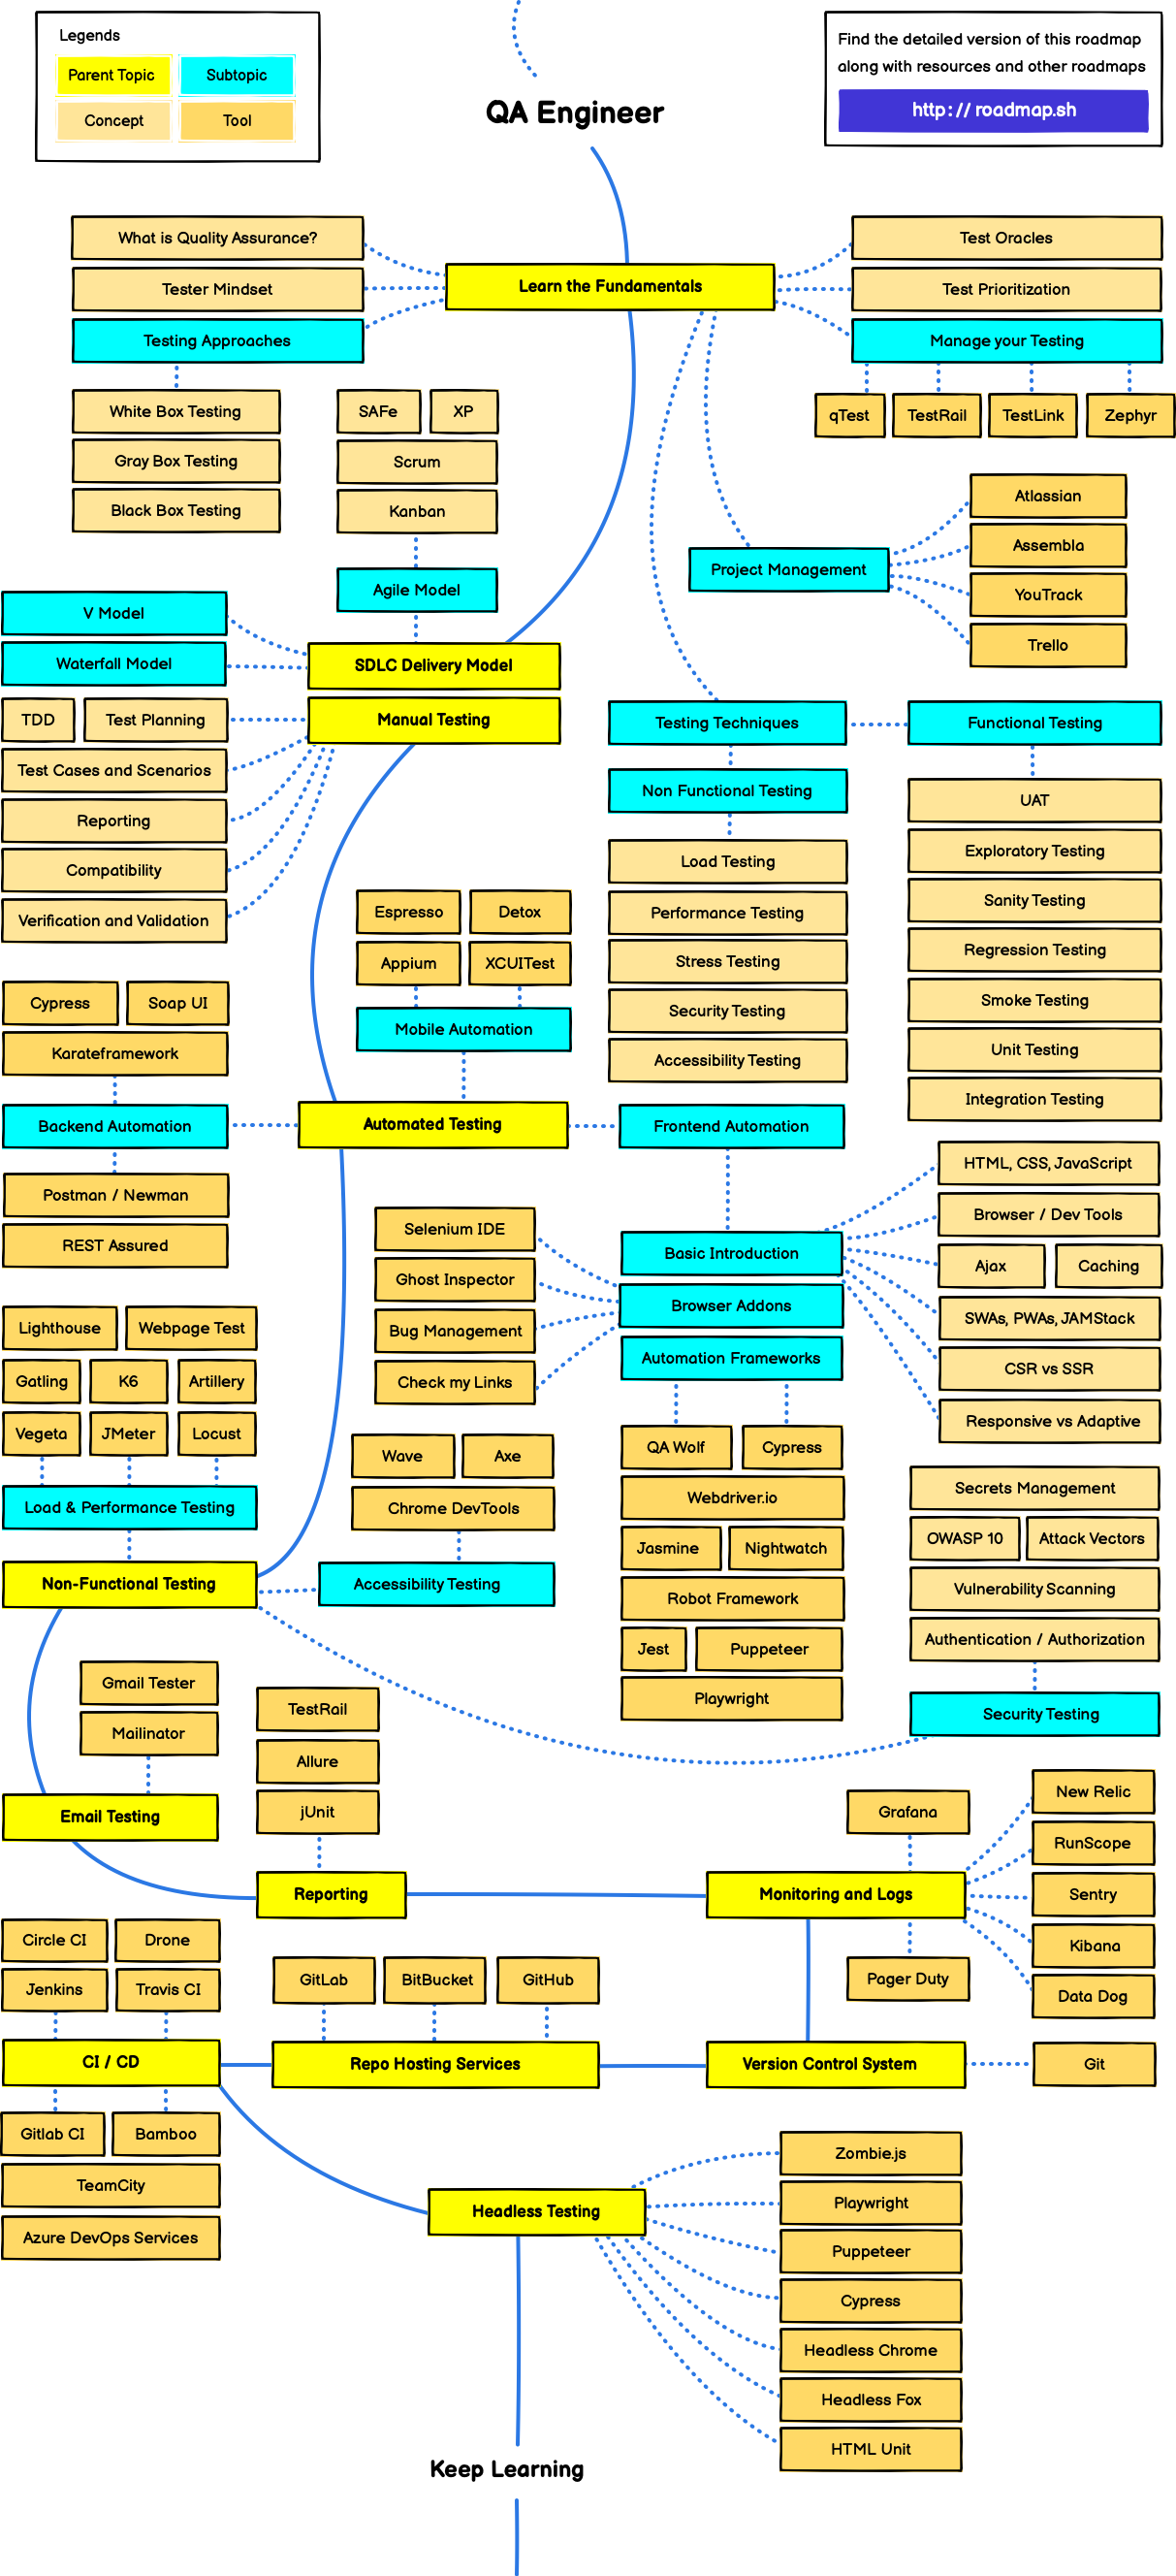 Legends
Parent Topic
Subtopic
Concept
Tool
QA Engineer
Find the detailed version of this roadmap
along with resources and other roadmaps
http://roadmap.sh
What is Quality Assurance?
Tester Mindset
Testing Approaches
Learn the Fundamentals
Test Oracles
Test Prioritization
Manage your Testing
qTest
TestRail
TestLink
Zephyr
White Box Testing
Gray Box Testing
Black Box Testing
SAFe
XP
Scrum
Kanban
Agile Model
Atlassian
Assembla
YouTrack
Trello
Project Management
V Model
Waterfall Model
SDLC Delivery Model
Manual Testing
TDD
Test Planning
Test Cases and Scenarios
Reporting
Compatibility
Verification and Validation
Testing Techniques
Functional Testing
Non Functional Testing
Load Testing
Performance Testing
Stress Testing
Security Testing
Accessibility Testing
UAT
Exploratory Testing
Sanity Testing
Regression Testing
Smoke Testing
Unit Testing
Integration Testing
Espresso
Detox
Appium
XCUITest
Mobile Automation
Cypress
Soap UI
Karateframework
Backend Automation
Automated Testing
Frontend Automation
Postman / Newman
REST Assured
HTML, CSS, JavaScript
Browser / Dev Tools
Ajax
Caching
SWAs, PWAs, JAMStack
CSR vs SSR
Responsive vs Adaptive
Selenium IDE
Ghost Inspector
Bug Management
Check my Links
Basic Introduction
Browser Addons
Automation Frameworks
Lighthouse
Webpage Test
Gatling
K6
Artillery
Vegeta
JMeter
Locust
Load & Performance Testing
Wave
Axe
Chrome DevTools
Non-Functional Testing
Accessibility Testing
QA Wolf
Cypress
Webdriver.io
Jasmine
Nightwatch
Robot Framework
Jest
Puppeteer
Playwright
Secrets Management
OWASP 10
Attack Vectors
Vulnerability Scanning
Authentication / Authorization
Security Testing
Gmail Tester
Mailinator
Email Testing
TestRail
Allure
jUnit
Reporting
Grafana
Monitoring and Logs
Pager Duty
New Relic
RunScope
Sentry
Kibana
Data Dog
Circle CI
Drone
Jenkins
Travis CI
CI / CD
GitLab
BitBucket
GitHub
Repo Hosting Services
Version Control System
Git
Gitlab CI
Bamboo
TeamCity
Azure DevOps Services
Headless Testing
Zombie.js
Playwright
Puppeteer
Cypress
Headless Chrome
Headless Fox
HTML Unit
Keep Learning